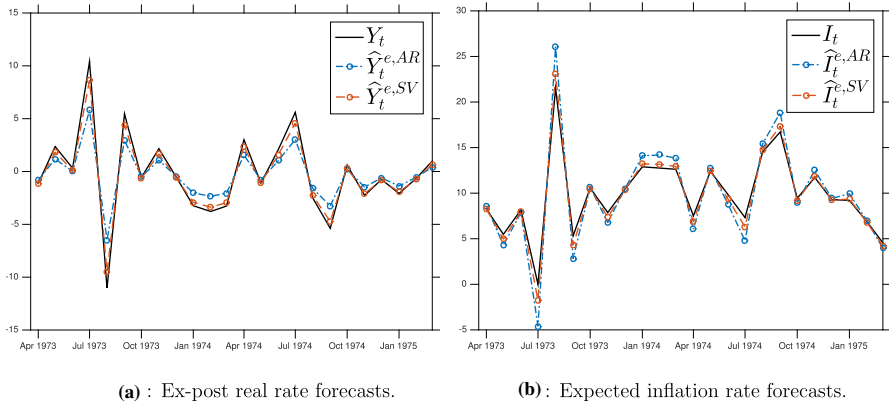 15
10
5
0
-5
-10
-15
Apr 1973 Jul 1973 Oct 1973 Jan 1974 Apr 1974 Jul 1974 Oct 1974 Jan 1975
Y_t
Ŷ_t^{e,AR}
Ŷ_t^{e,SV}
(a) : Ex-post real rate forecasts.
30
25
20
15
10
5
0
-5
Apr 1973 Jul 1973 Oct 1973 Jan 1974 Apr 1974 Jul 1974 Oct 1974 Jan 1975
I_t
Î_t^{e,AR}
Î_t^{e,SV}
(b) : Expected inflation rate forecasts.